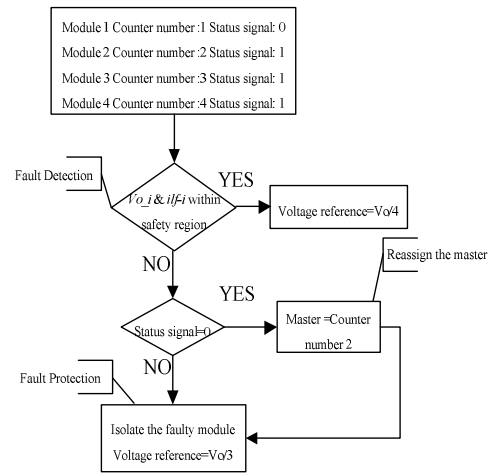 Module 1 Counter number :1 Status signal: 0
Module 2 Counter number :2 Status signal: 1
Module 3 Counter number :3 Status signal: 1
Module 4 Counter number :4 Status signal: 1
Fault Detection
Vo_i & ilf-i within
safety region
YES
Voltage reference=Vo/4
NO
Reassign the master
YES
Status signal=0
Master =Counter
number 2
NO
Fault Protection
Isolate the faulty module
Voltage reference=Vo/3